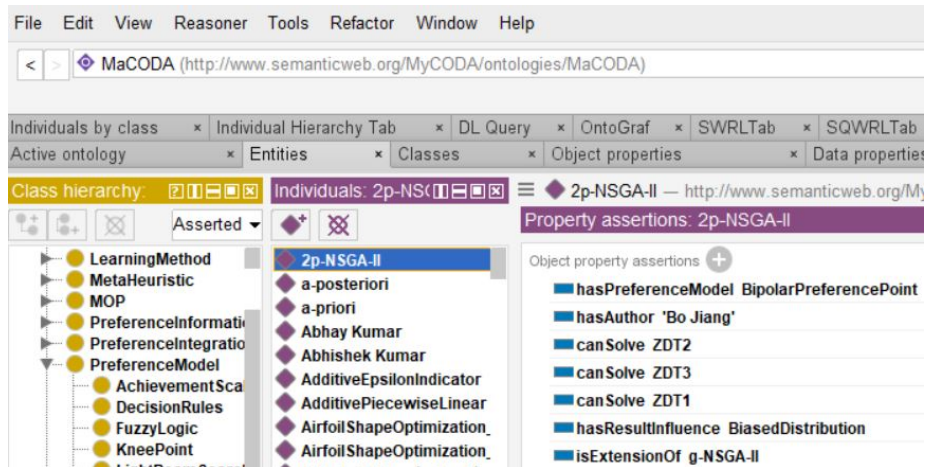 File Edit View Reasoner Tools Refactor Window Help
< > MaCODA (http://www.semanticweb.org/MyCODA/ontologies/MaCODA)
Individuals by class × Individual Hierarchy Tab × DL Query × OntoGraf × SWRLTab × SQWRLTab
Active ontology × Entities × Classes × Object properties × Data properties
Class hierarchy:
Asserted
LearningMethod
MetaHeuristic
MOP
PreferenceInformati
PreferenceIntegratio
PreferenceModel
AchievementSca
DecisionRules
FuzzyLogic
KneePoint
LightBeamSearch
Individuals: 2p-NS
2p-NSGA-II
a-posteriori
a-priori
Abhay Kumar
Abhishek Kumar
AdditiveEpsilonIndicator
AdditivePiecewiseLinear
AirfoilShapeOptimization_
AirfoilShapeOptimization_
2p-NSGA-II — http://www.semanticweb.org/My
Property assertions: 2p-NSGA-II
Object property assertions
hasPreferenceModel BipolarPreferencePoint
hasAuthor 'Bo Jiang'
canSolve ZDT2
canSolve ZDT3
canSolve ZDT1
hasResultInfluence BiasedDistribution
isExtensionOf g-NSGA-II